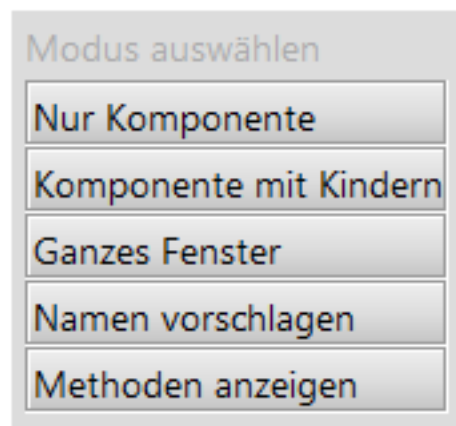 Modus auswählen
Nur Komponente
Komponente mit Kindern
Ganzes Fenster
Namen vorschlagen
Methoden anzeigen